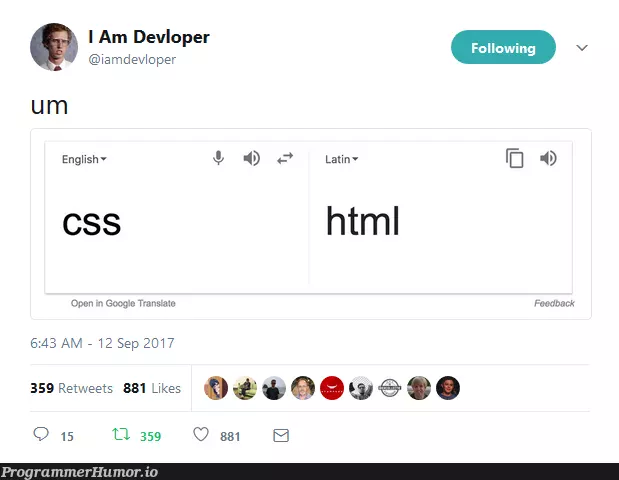 I Am Devloper
@iamdevloper
Following
um
English
Latin
css
html
Open in Google Translate
Feedback
6:43 AM - 12 Sep 2017
359 Retweets 881 Likes
15 359 881
ProgrammerHumor.io